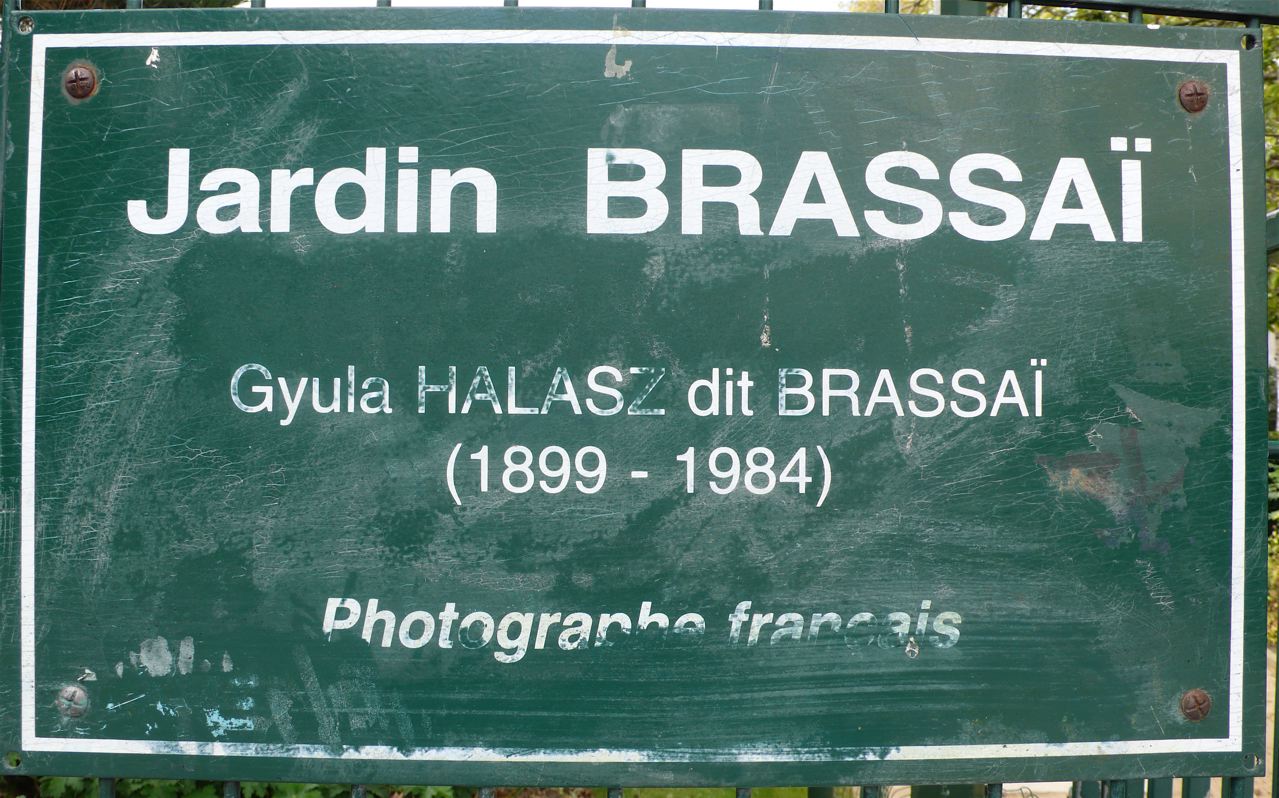 Jardin BRASSAÏ
Gyula HALASZ dit BRASSAÏ
(1899 - 1984)
Photographe français